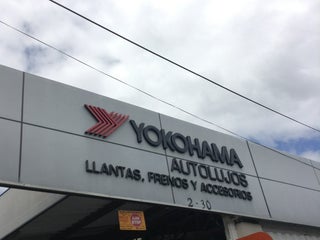 YOKOHAMA
AUTOLUJOS
LLANTAS, FRENOS Y ACCESORIOS
2-30